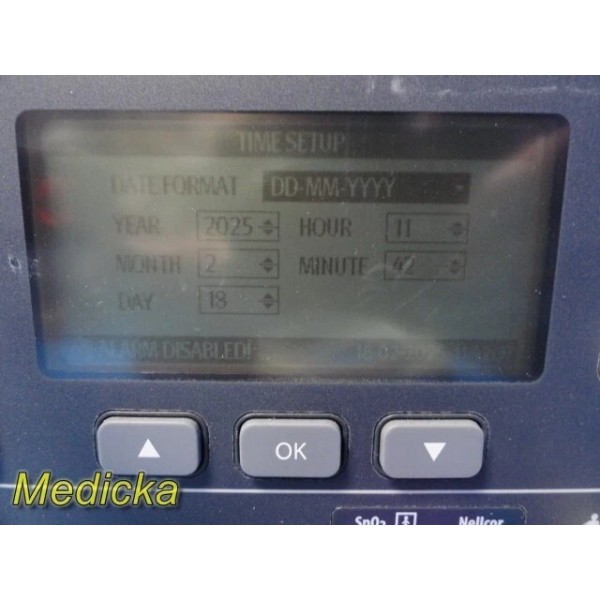 TIME SETUP
DATE FORMAT DD-MM-YYYY
YEAR 2025 HOUR 11
MONTH 2 MINUTE 42
DAY 18
ALARM DISABLED!
OK
Medicka
SpO2 Nellcor